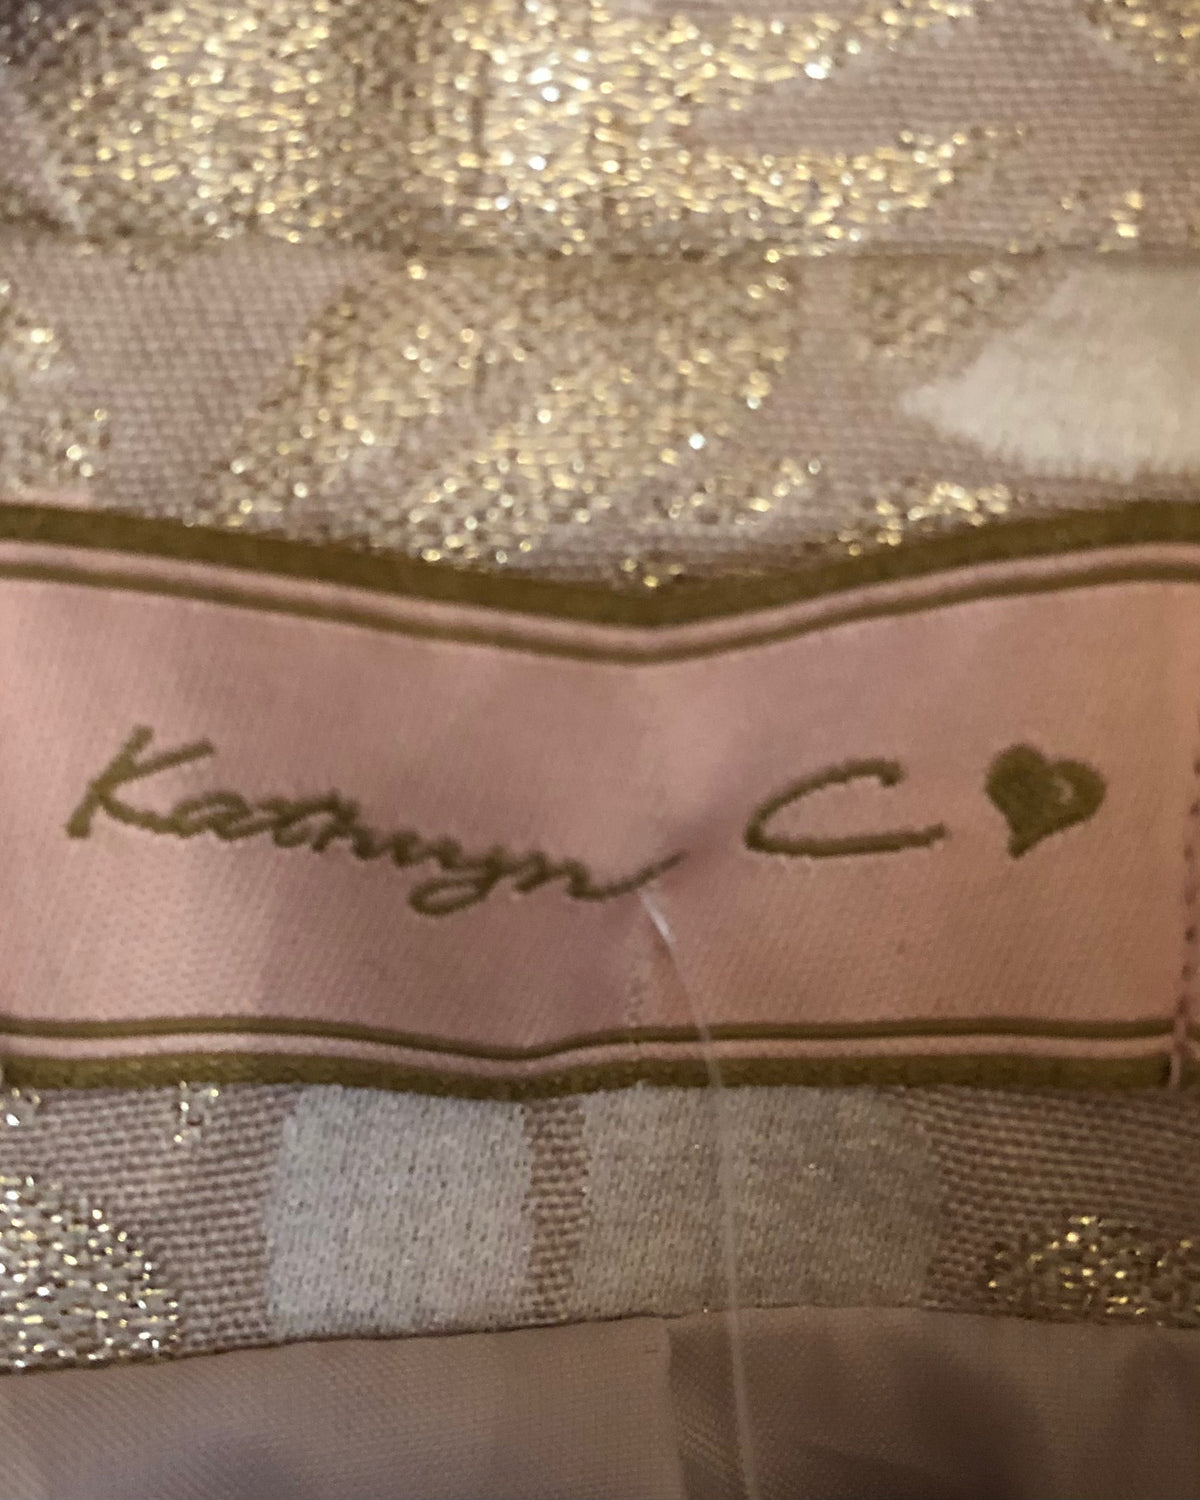 Kathryn C ♥